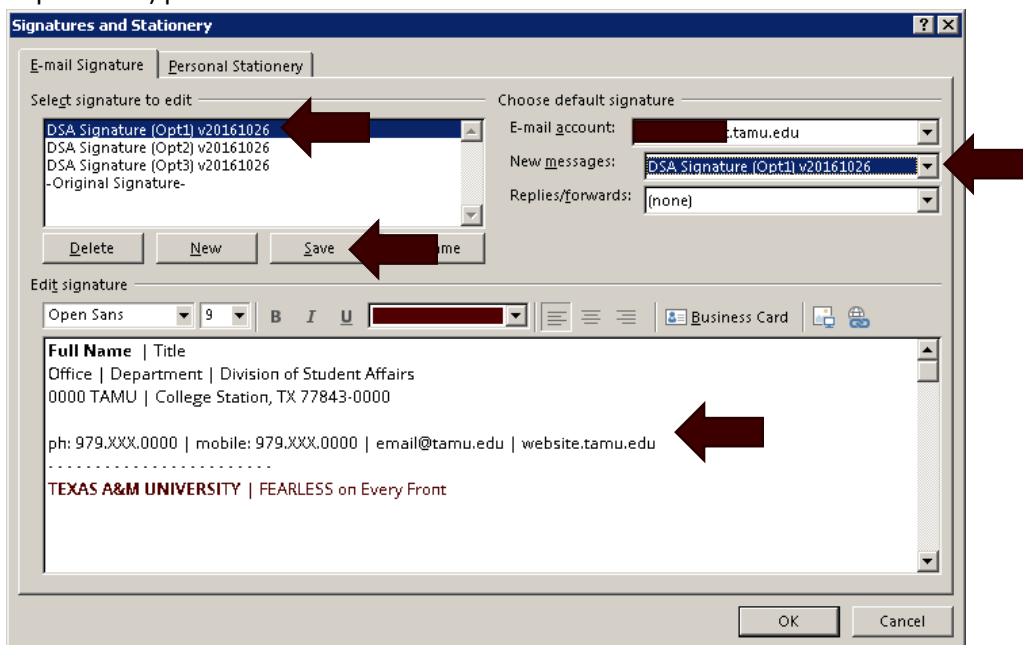 Signatures and Stationery
E-mail Signature
Personal Stationery
Select signature to edit
DSA Signature (Opt1) v20161026
DSA Signature (Opt2) v20161026
DSA Signature (Opt3) v20161026
-Original Signature-
Delete
New
Save
Choose default signature
E-mail account:
.tamu.edu
New messages:
DSA Signature (Opt1) v20161026
Replies/forwards:
(none)
Edit signature
Open Sans
9
B
I
U
Business Card
Full Name | Title
Office | Department | Division of Student Affairs
0000 TAMU | College Station, TX 77843-0000
ph: 979.XXX.0000 | mobile: 979.XXX.0000 | email@tamu.edu | website.tamu.edu
- - - - - - - - - - - - - - - - - - - - - - - -
TEXAS A&M UNIVERSITY | FEARLESS on Every Front
OK
Cancel